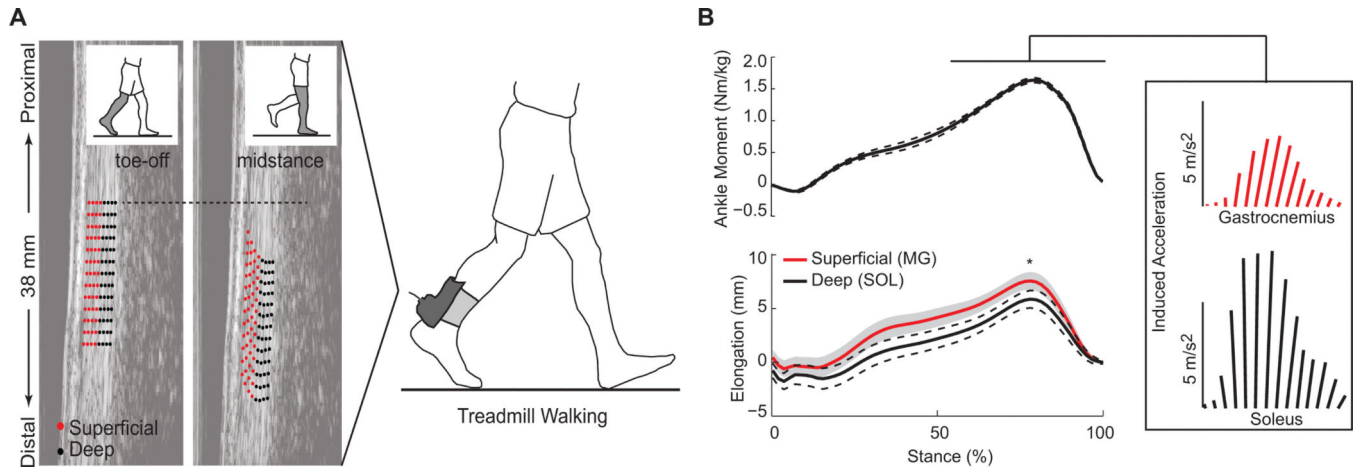 A
Proximal
38 mm
Distal
toe-off
midstance
Superficial
Deep
Treadmill Walking
B
Ankle Moment (Nm/kg)
2.0
1.5
1.0
0.5
0
−0.5
Elongation (mm)
10
5
0
−5
Superficial (MG)
Deep (SOL)
*
0
50
100
Stance (%)
Induced Acceleration
5 m/s2
Gastrocnemius
5 m/s2
Soleus